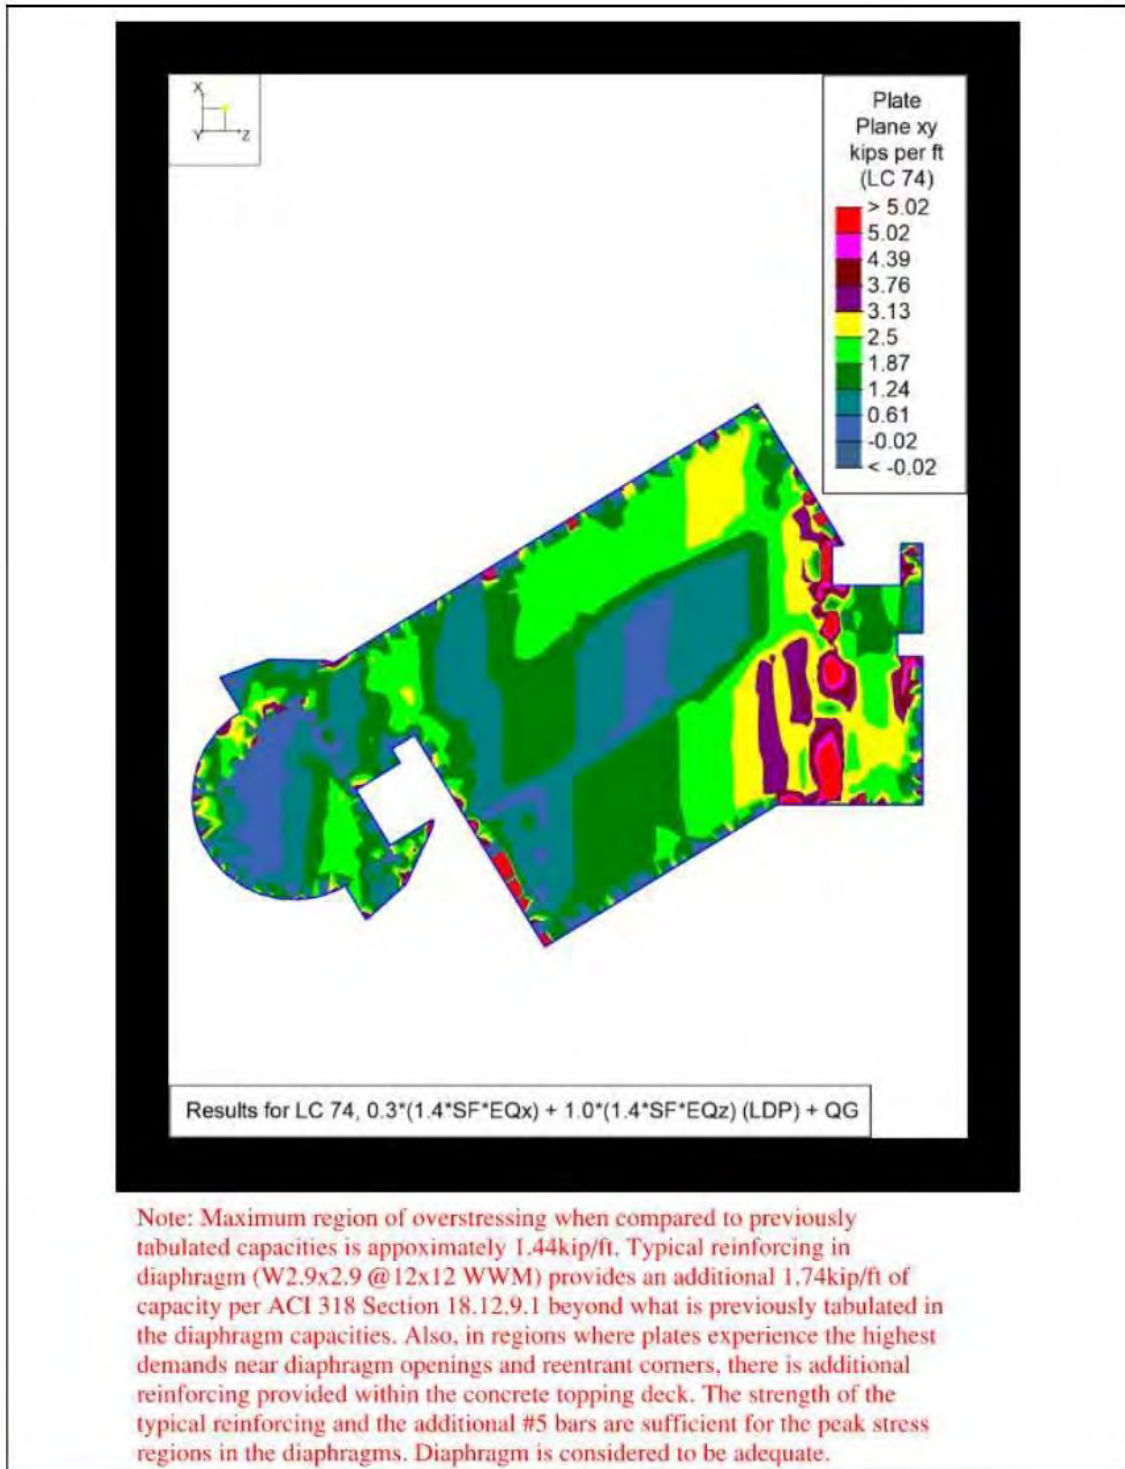 X
Y
Z
Plate
Plane xy
kips per ft
(LC 74)
> 5.02
5.02
4.39
3.76
3.13
2.5
1.87
1.24
0.61
-0.02
< -0.02
Results for LC 74, 0.3*(1.4*SF*EQx) + 1.0*(1.4*SF*EQz) (LDP) + QG
Note: Maximum region of overstressing when compared to previously
tabulated capacities is appoximately 1.44kip/ft. Typical reinforcing in
diaphragm (W2.9x2.9 @12x12 WWM) provides an additional 1.74kip/ft of
capacity per ACI 318 Section 18.12.9.1 beyond what is previously tabulated in
the diaphragm capacities. Also, in regions where plates experience the highest
demands near diaphragm openings and reentrant corners, there is additional
reinforcing provided within the concrete topping deck. The strength of the
typical reinforcing and the additional #5 bars are sufficient for the peak stress
regions in the diaphragms. Diaphragm is considered to be adequate.